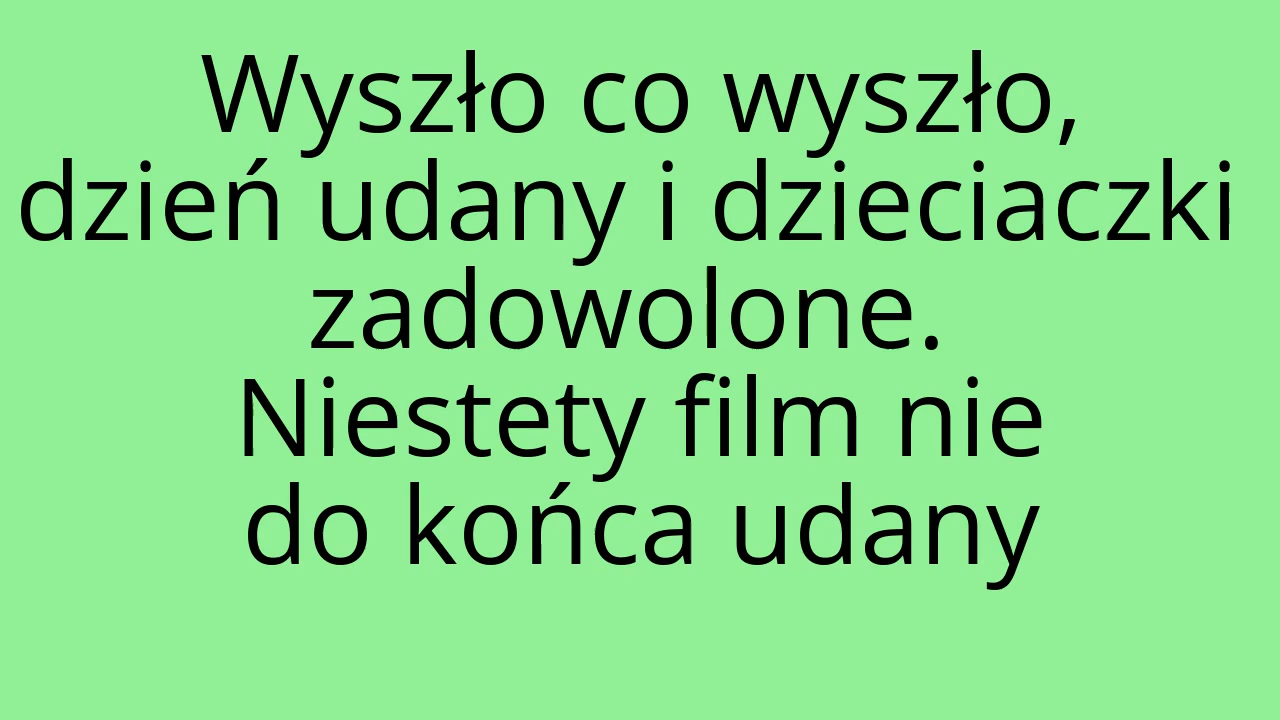 Wyszło co wyszło,
dzień udany i dzieciaczki
zadowolone.
Niestety film nie
do końca udany